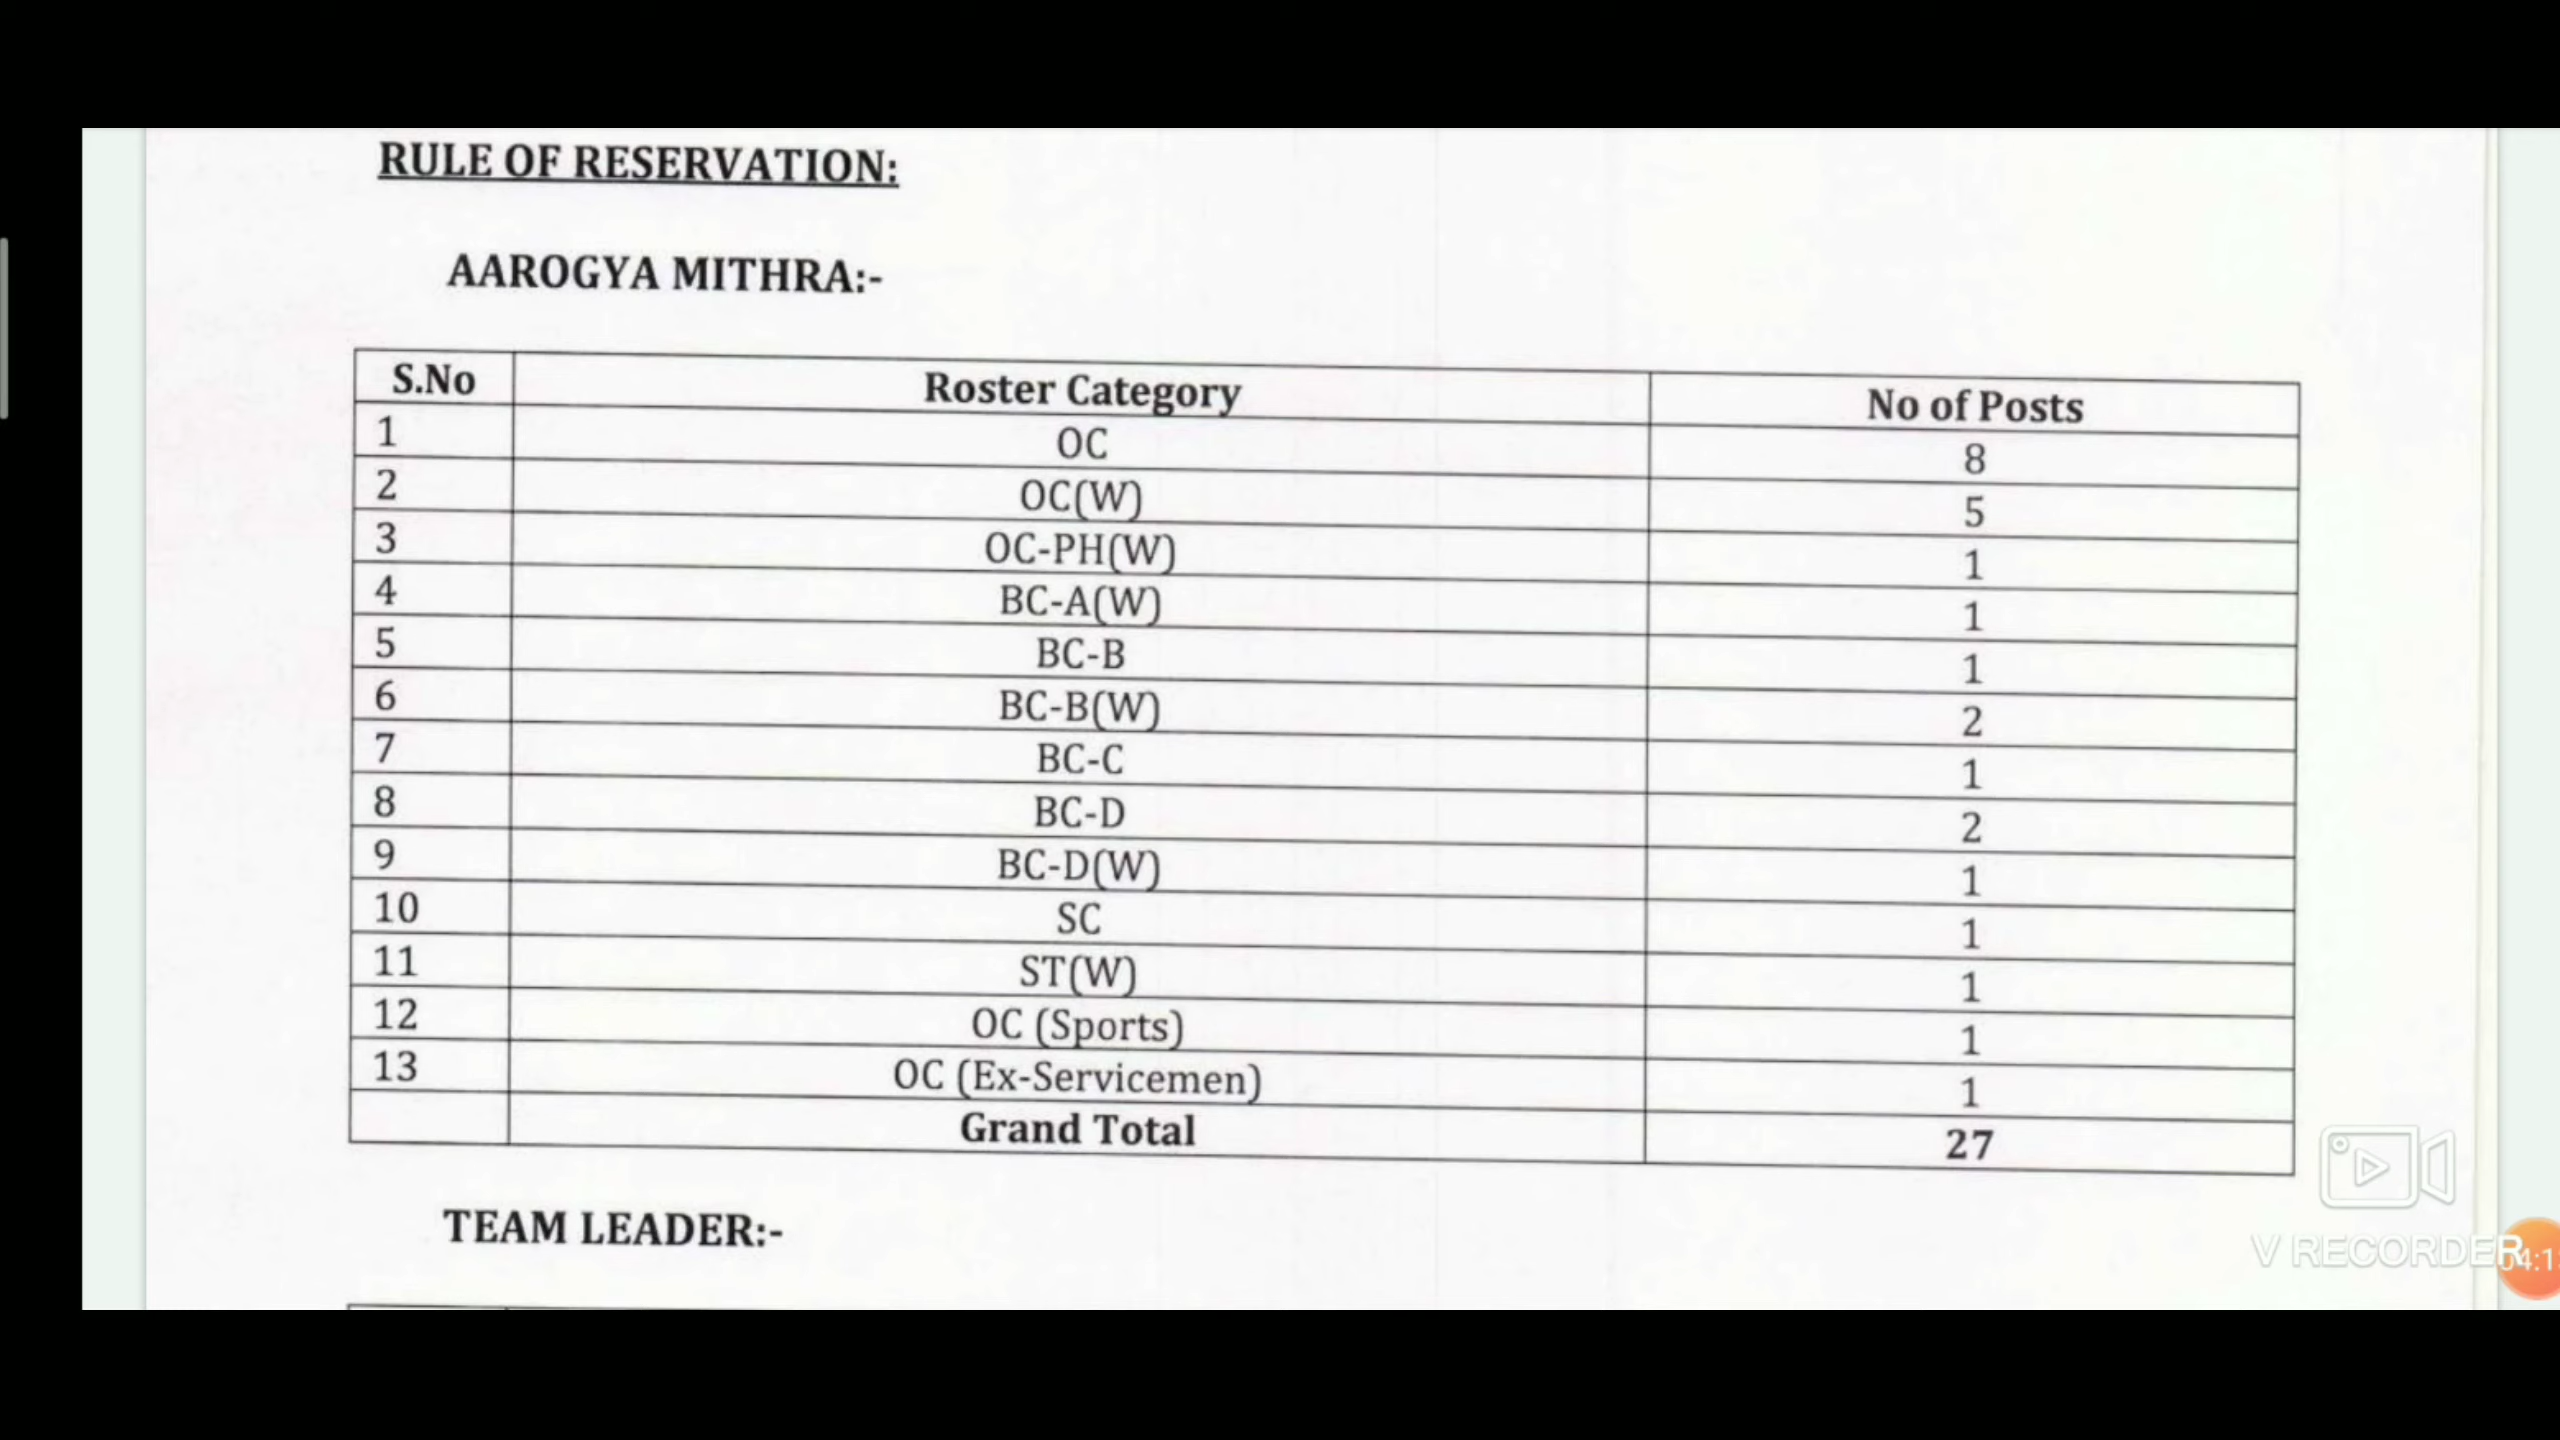 RULE OF RESERVATION:
AAROGYA MITHRA:-
S.No Roster Category No of Posts
1 OC 8
2 OC(W) 5
3 OC-PH(W) 1
4 BC-A(W) 1
5 BC-B 1
6 BC-B(W) 2
7 BC-C 1
8 BC-D 2
9 BC-D(W) 1
10 SC 1
11 ST(W) 1
12 OC (Sports) 1
13 OC (Ex-Servicemen) 1
Grand Total 27
TEAM LEADER:-
V RECORDER